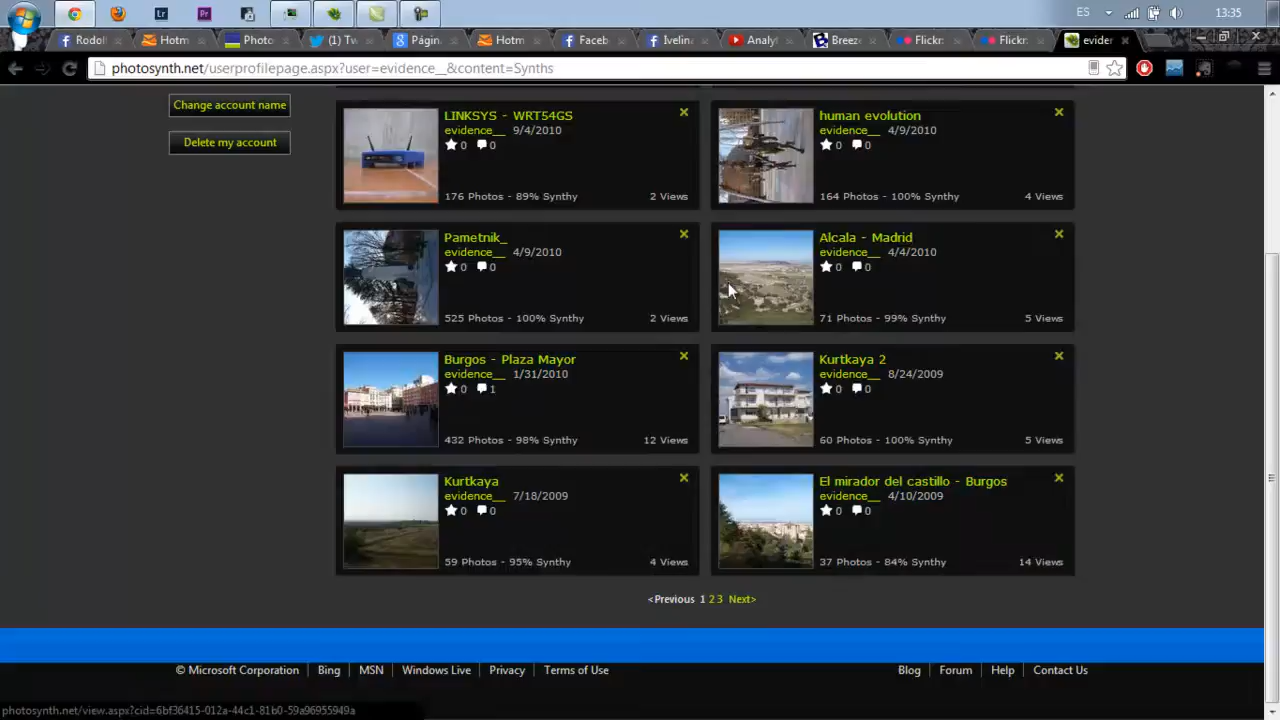 ES 13:35
Rodolf Hotm Photo (1) Tw Págin Hotm Faceb Ivelina Analy Breeze Flickr Flickr eviden
photosynth.net/userprofilepage.aspx?user=evidence__&content=Synths
Change account name
Delete my account
LINKSYS - WRT54GS
evidence__ 9/4/2010
0 0
176 Photos - 89% Synthy 2 Views
human evolution
evidence__ 4/9/2010
0 0
164 Photos - 100% Synthy 4 Views
Pametnik_
evidence__ 4/9/2010
0 0
525 Photos - 100% Synthy 2 Views
Alcala - Madrid
evidence__ 4/4/2010
0 0
71 Photos - 99% Synthy 5 Views
Burgos - Plaza Mayor
evidence__ 1/31/2010
0 1
432 Photos - 98% Synthy 12 Views
Kurtkaya 2
evidence__ 8/24/2009
0 0
60 Photos - 100% Synthy 5 Views
Kurtkaya
evidence__ 7/18/2009
0 0
59 Photos - 95% Synthy 4 Views
El mirador del castillo - Burgos
evidence__ 4/10/2009
0 0
37 Photos - 84% Synthy 14 Views
<Previous 1 2 3 Next>
© Microsoft Corporation Bing MSN Windows Live Privacy Terms of Use Blog Forum Help Contact Us
photosynth.net/view.aspx?cid=6bf36415-012a-44c1-81b0-59a96955949a